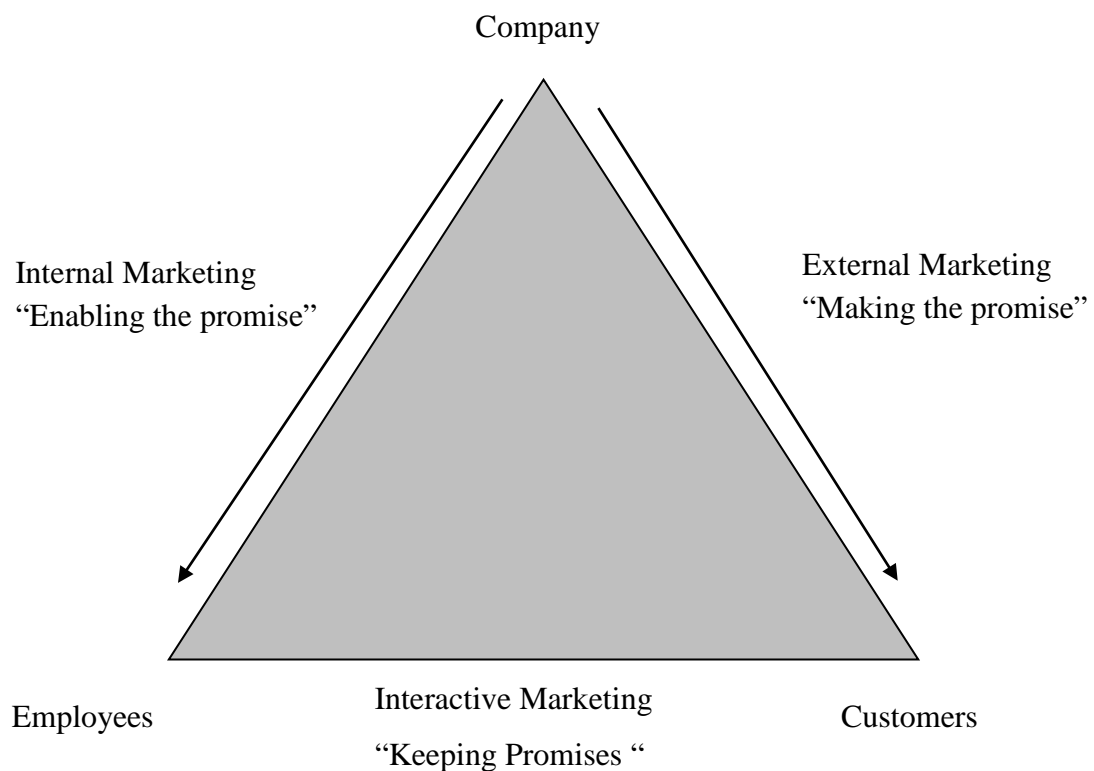 Company
Internal Marketing
“Enabling the promise”
External Marketing
“Making the promise”
Employees
Interactive Marketing
“Keeping Promises “
Customers